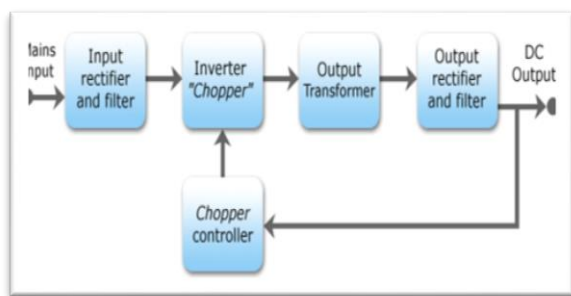 Mains
Input
Input
rectifier
and filter
Inverter
"Chopper"
Output
Transformer
Output
rectifier
and filter
DC
Output
Chopper
controller